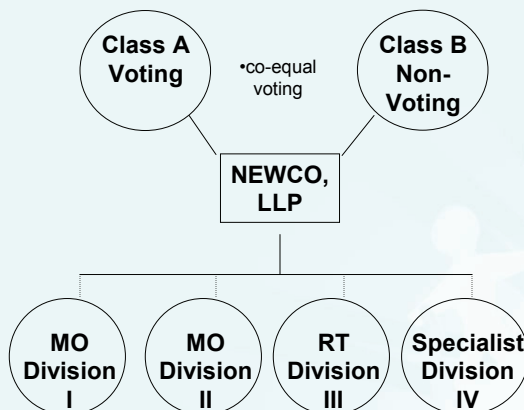 Class A
Voting
•co-equal
voting
Class B
Non-
Voting
NEWCO,
LLP
MO
Division
I
MO
Division
II
RT
Division
III
Specialist
Division
IV